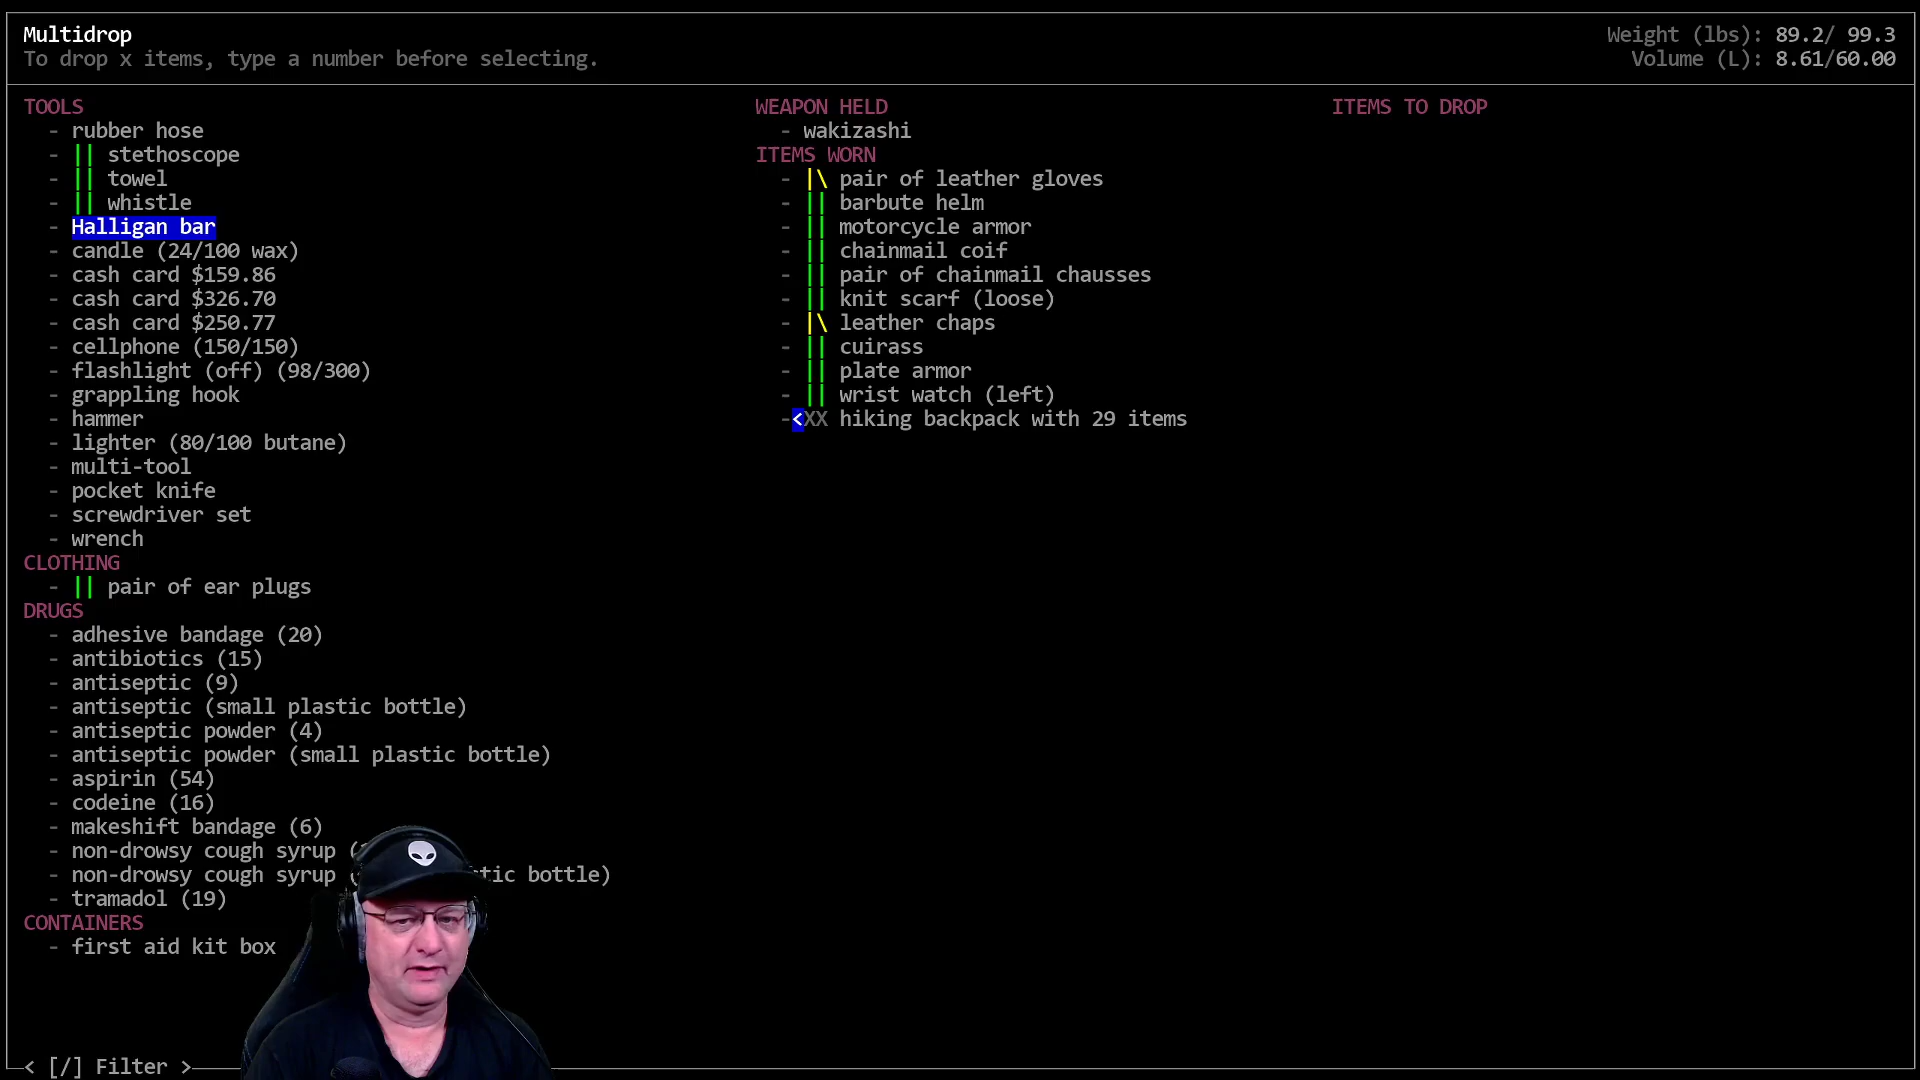 Multidrop
To drop x items, type a number before selecting.
Weight (lbs): 89.2/ 99.3
Volume (L): 8.61/60.00
TOOLS
- rubber hose
- || stethoscope
- || towel
- || whistle
- Halligan bar
- candle (24/100 wax)
- cash card $159.86
- cash card $326.70
- cash card $250.77
- cellphone (150/150)
- flashlight (off) (98/300)
- grappling hook
- hammer
- lighter (80/100 butane)
- multi-tool
- pocket knife
- screwdriver set
- wrench
CLOTHING
- || pair of ear plugs
DRUGS
- adhesive bandage (20)
- antibiotics (15)
- antiseptic (9)
- antiseptic (small plastic bottle)
- antiseptic powder (4)
- antiseptic powder (small plastic bottle)
- aspirin (54)
- codeine (16)
- makeshift bandage (6)
- non-drowsy cough syrup (
- non-drowsy cough syrup ( bottle)
- tramadol (19)
CONTAINERS
- first aid kit box
WEAPON HELD
- wakizashi
ITEMS WORN
- |\ pair of leather gloves
- || barbute helm
- || motorcycle armor
- || chainmail coif
- || pair of chainmail chausses
- || knit scarf (loose)
- |\ leather chaps
- || cuirass
- || plate armor
- || wrist watch (left)
-<XX hiking backpack with 29 items
ITEMS TO DROP
< [/] Filter >